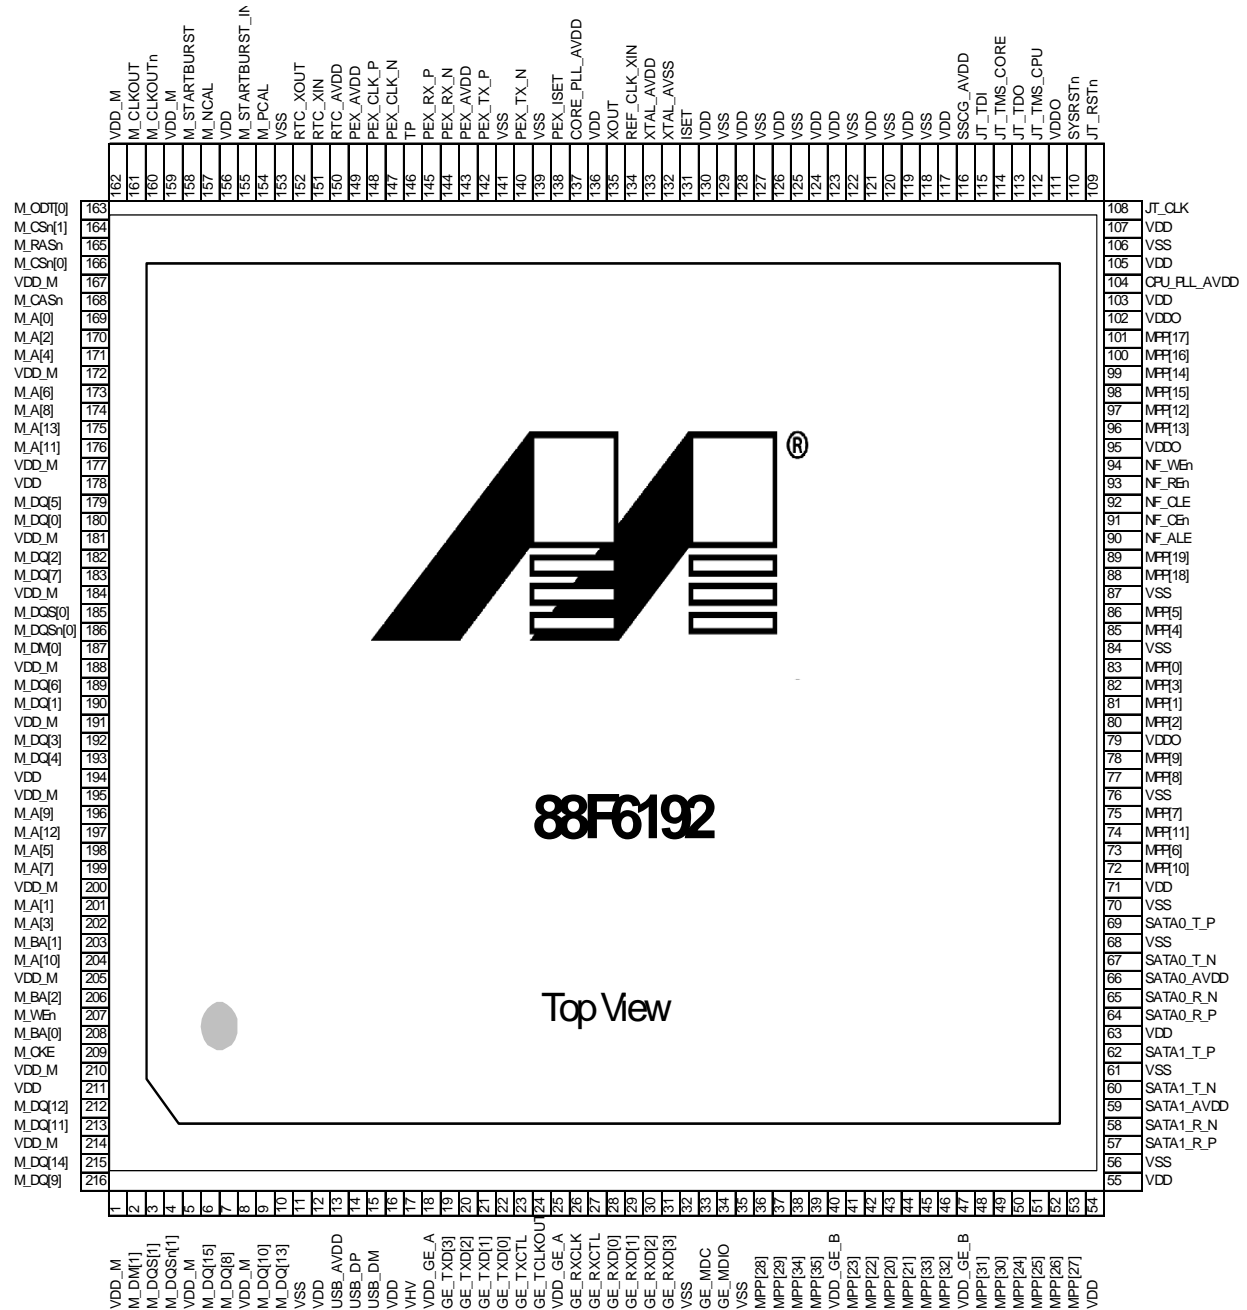 VDD_M 162
M_CLKOUT 161
M_CLKOUTn 160
VDD_M 159
M_STARTBURST 158
M_NCAL 157
VDD 156
M_STARTBURST_IN 155
M_PCAL 154
VSS 153
RTC_XOUT 152
RTC_XIN 151
RTC_AVDD 150
PEX_AVDD 149
PEX_CLK_P 148
PEX_CLK_N 147
TP 146
PEX_RX_P 145
PEX_RX_N 144
PEX_AVDD 143
PEX_TX_P 142
VSS 141
PEX_TX_N 140
VSS 139
PEX_ISET 138
CORE_PLL_AVDD 137
VDD 136
XOUT 135
REF_CLK_XIN 134
XTAL_AVDD 133
XTAL_AVSS 132
ISET 131
VDD 130
VSS 129
VDD 128
VSS 127
VDD 126
VSS 125
VDD 124
VDD 123
VSS 122
VDD 121
VSS 120
VDD 119
VSS 118
VDD 117
SSCG_AVDD 116
JT_TDI 115
JT_TMS_CORE 114
JT_TDO 113
JT_TMS_CPU 112
VDDO 111
SYSRSTn 110
JT_RSTn 109
M_ODT[0] 163
M_CSn[1] 164
M_RASn 165
M_CSn[0] 166
VDD_M 167
M_CASn 168
M_A[0] 169
M_A[2] 170
M_A[4] 171
VDD_M 172
M_A[6] 173
M_A[8] 174
M_A[13] 175
M_A[11] 176
VDD_M 177
VDD 178
M_DQ[5] 179
M_DQ[0] 180
VDD_M 181
M_DQ[2] 182
M_DQ[7] 183
VDD_M 184
M_DQS[0] 185
M_DQSn[0] 186
M_DM[0] 187
VDD_M 188
M_DQ[6] 189
M_DQ[1] 190
VDD_M 191
M_DQ[3] 192
M_DQ[4] 193
VDD 194
VDD_M 195
M_A[9] 196
M_A[12] 197
M_A[5] 198
M_A[7] 199
VDD_M 200
M_A[1] 201
M_A[3] 202
M_BA[1] 203
M_A[10] 204
VDD_M 205
M_BA[2] 206
M_WEn 207
M_BA[0] 208
M_CKE 209
VDD_M 210
VDD 211
M_DQ[12] 212
M_DQ[11] 213
VDD_M 214
M_DQ[14] 215
M_DQ[9] 216
®
88F6192
Top View
108 JT_CLK
107 VDD
106 VSS
105 VDD
104 CPU_PLL_AVDD
103 VDD
102 VDDO
101 MPP[17]
100 MPP[16]
99 MPP[14]
98 MPP[15]
97 MPP[12]
96 MPP[13]
95 VDDO
94 NF_WEn
93 NF_REn
92 NF_CLE
91 NF_CEn
90 NF_ALE
89 MPP[19]
88 MPP[18]
87 VSS
86 MPP[5]
85 MPP[4]
84 VSS
83 MPP[0]
82 MPP[3]
81 MPP[1]
80 MPP[2]
79 VDDO
78 MPP[9]
77 MPP[8]
76 VSS
75 MPP[7]
74 MPP[11]
73 MPP[6]
72 MPP[10]
71 VDD
70 VSS
69 SATA0_T_P
68 VSS
67 SATA0_T_N
66 SATA0_AVDD
65 SATA0_R_N
64 SATA0_R_P
63 VDD
62 SATA1_T_P
61 VSS
60 SATA1_T_N
59 SATA1_AVDD
58 SATA1_R_N
57 SATA1_R_P
56 VSS
55 VDD
1 VDD_M
2 M_DM[1]
3 M_DQS[1]
4 M_DQSn[1]
5 VDD_M
6 M_DQ[15]
7 M_DQ[8]
8 VDD_M
9 M_DQ[10]
10 M_DQ[13]
11 VSS
12 VDD
13 USB_AVDD
14 USB_DP
15 USB_DM
16 VDD
17 VHV
18 VDD_GE_A
19 GE_TXD[3]
20 GE_TXD[2]
21 GE_TXD[1]
22 GE_TXD[0]
23 GE_TXCTL
24 GE_TCLKOUT
25 VDD_GE_A
26 GE_RXCLK
27 GE_RXCTL
28 GE_RXD[0]
29 GE_RXD[1]
30 GE_RXD[2]
31 GE_RXD[3]
32 VSS
33 GE_MDC
34 GE_MDIO
35 VSS
36 MPP[28]
37 MPP[29]
38 MPP[34]
39 MPP[35]
40 VDD_GE_B
41 MPP[23]
42 MPP[22]
43 MPP[20]
44 MPP[21]
45 MPP[33]
46 MPP[32]
47 VDD_GE_B
48 MPP[31]
49 MPP[30]
50 MPP[24]
51 MPP[25]
52 MPP[26]
53 MPP[27]
54 VDD